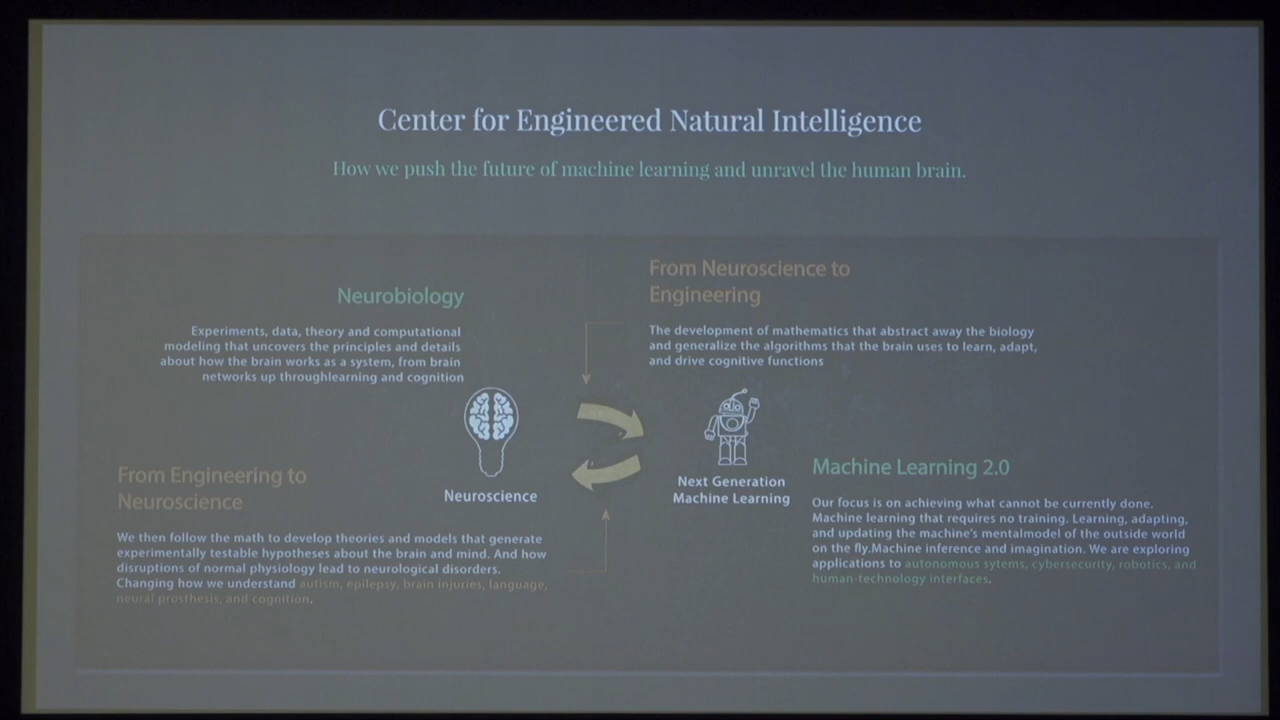 Center for Engineered Natural Intelligence
How we push the future of machine learning and unravel the human brain.
Neurobiology
Experiments, data, theory and computational
modeling that uncovers the principles and details
about how the brain works as a system, from brain
networks up throughlearning and cognition
From Neuroscience to
Engineering
The development of mathematics that abstract away the biology
and generalize the algorithms that the brain uses to learn, adapt,
and drive cognitive functions
Neuroscience
Next Generation
Machine Learning
From Engineering to
Neuroscience
We then follow the math to develop theories and models that generate
experimentally testable hypotheses about the brain and mind. And how
disruptions of normal physiology lead to neurological disorders.
Changing how we understand autism, epilepsy, brain injuries, language,
neural prosthesis, and cognition.
Machine Learning 2.0
Our focus is on achieving what cannot be currently done.
Machine learning that requires no training. Learning, adapting,
and updating the machine's mentalmodel of the outside world
on the fly.Machine inference and imagination. We are exploring
applications to autonomous sytems, cybersecurity, robotics, and
human-technology interfaces.